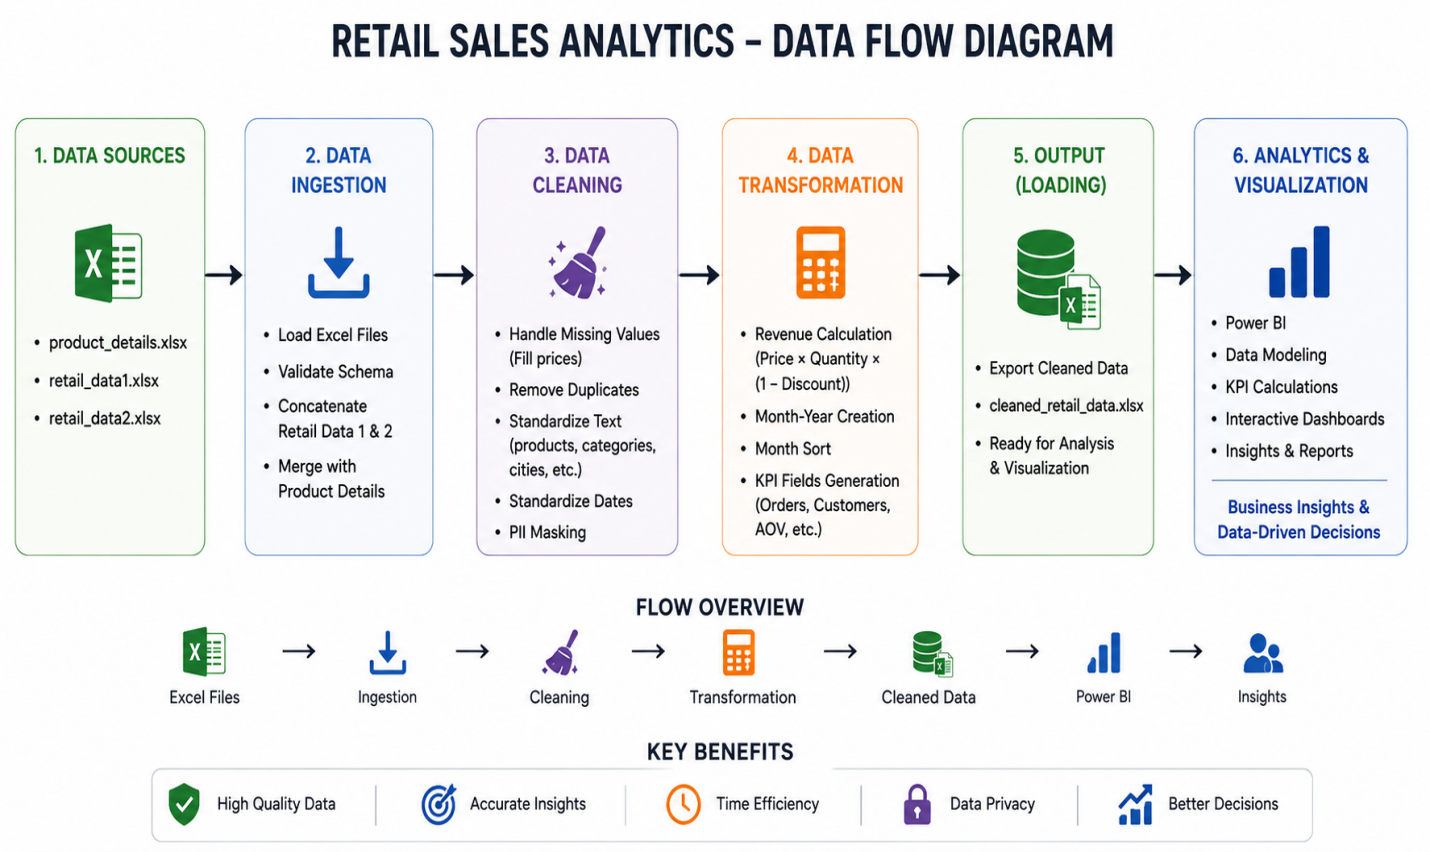 RETAIL SALES ANALYTICS – DATA FLOW DIAGRAM
1. DATA SOURCES
X
• product_details.xlsx
• retail_data1.xlsx
• retail_data2.xlsx
2. DATA
INGESTION
• Load Excel Files
• Validate Schema
• Concatenate
Retail Data 1 & 2
• Merge with
Product Details
3. DATA
CLEANING
• Handle Missing Values
(Fill prices)
• Remove Duplicates
• Standardize Text
(products, categories,
cities, etc.)
• Standardize Dates
• PII Masking
4. DATA
TRANSFORMATION
• Revenue Calculation
(Price × Quantity ×
(1 – Discount))
• Month-Year Creation
• Month Sort
• KPI Fields Generation
(Orders, Customers,
AOV, etc.)
5. OUTPUT
(LOADING)
X
• Export Cleaned Data
• cleaned_retail_data.xlsx
• Ready for Analysis
& Visualization
6. ANALYTICS &
VISUALIZATION
• Power BI
• Data Modeling
• KPI Calculations
• Interactive Dashboards
• Insights & Reports
Business Insights &
Data-Driven Decisions
FLOW OVERVIEW
X
X
Excel Files
Ingestion
Cleaning
Transformation
Cleaned Data
Power BI
Insights
KEY BENEFITS
High Quality Data
Accurate Insights
Time Efficiency
Data Privacy
Better Decisions